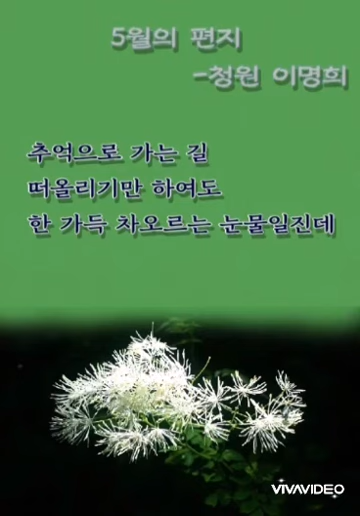 5월의 편지
-청원 이명희
추억으로 가는 길
떠올리기만 하여도
한 가득 차오르는 눈물일진데
VIVAVIDEO